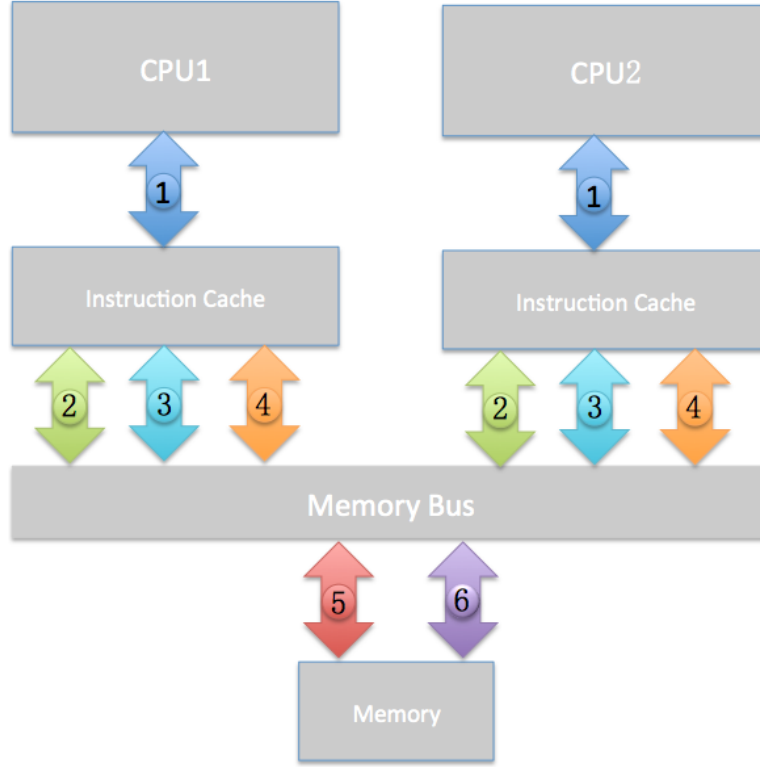 CPU1
CPU2
1
1
Instruction Cache
Instruction Cache
2
3
4
2
3
4
Memory Bus
5
6
Memory